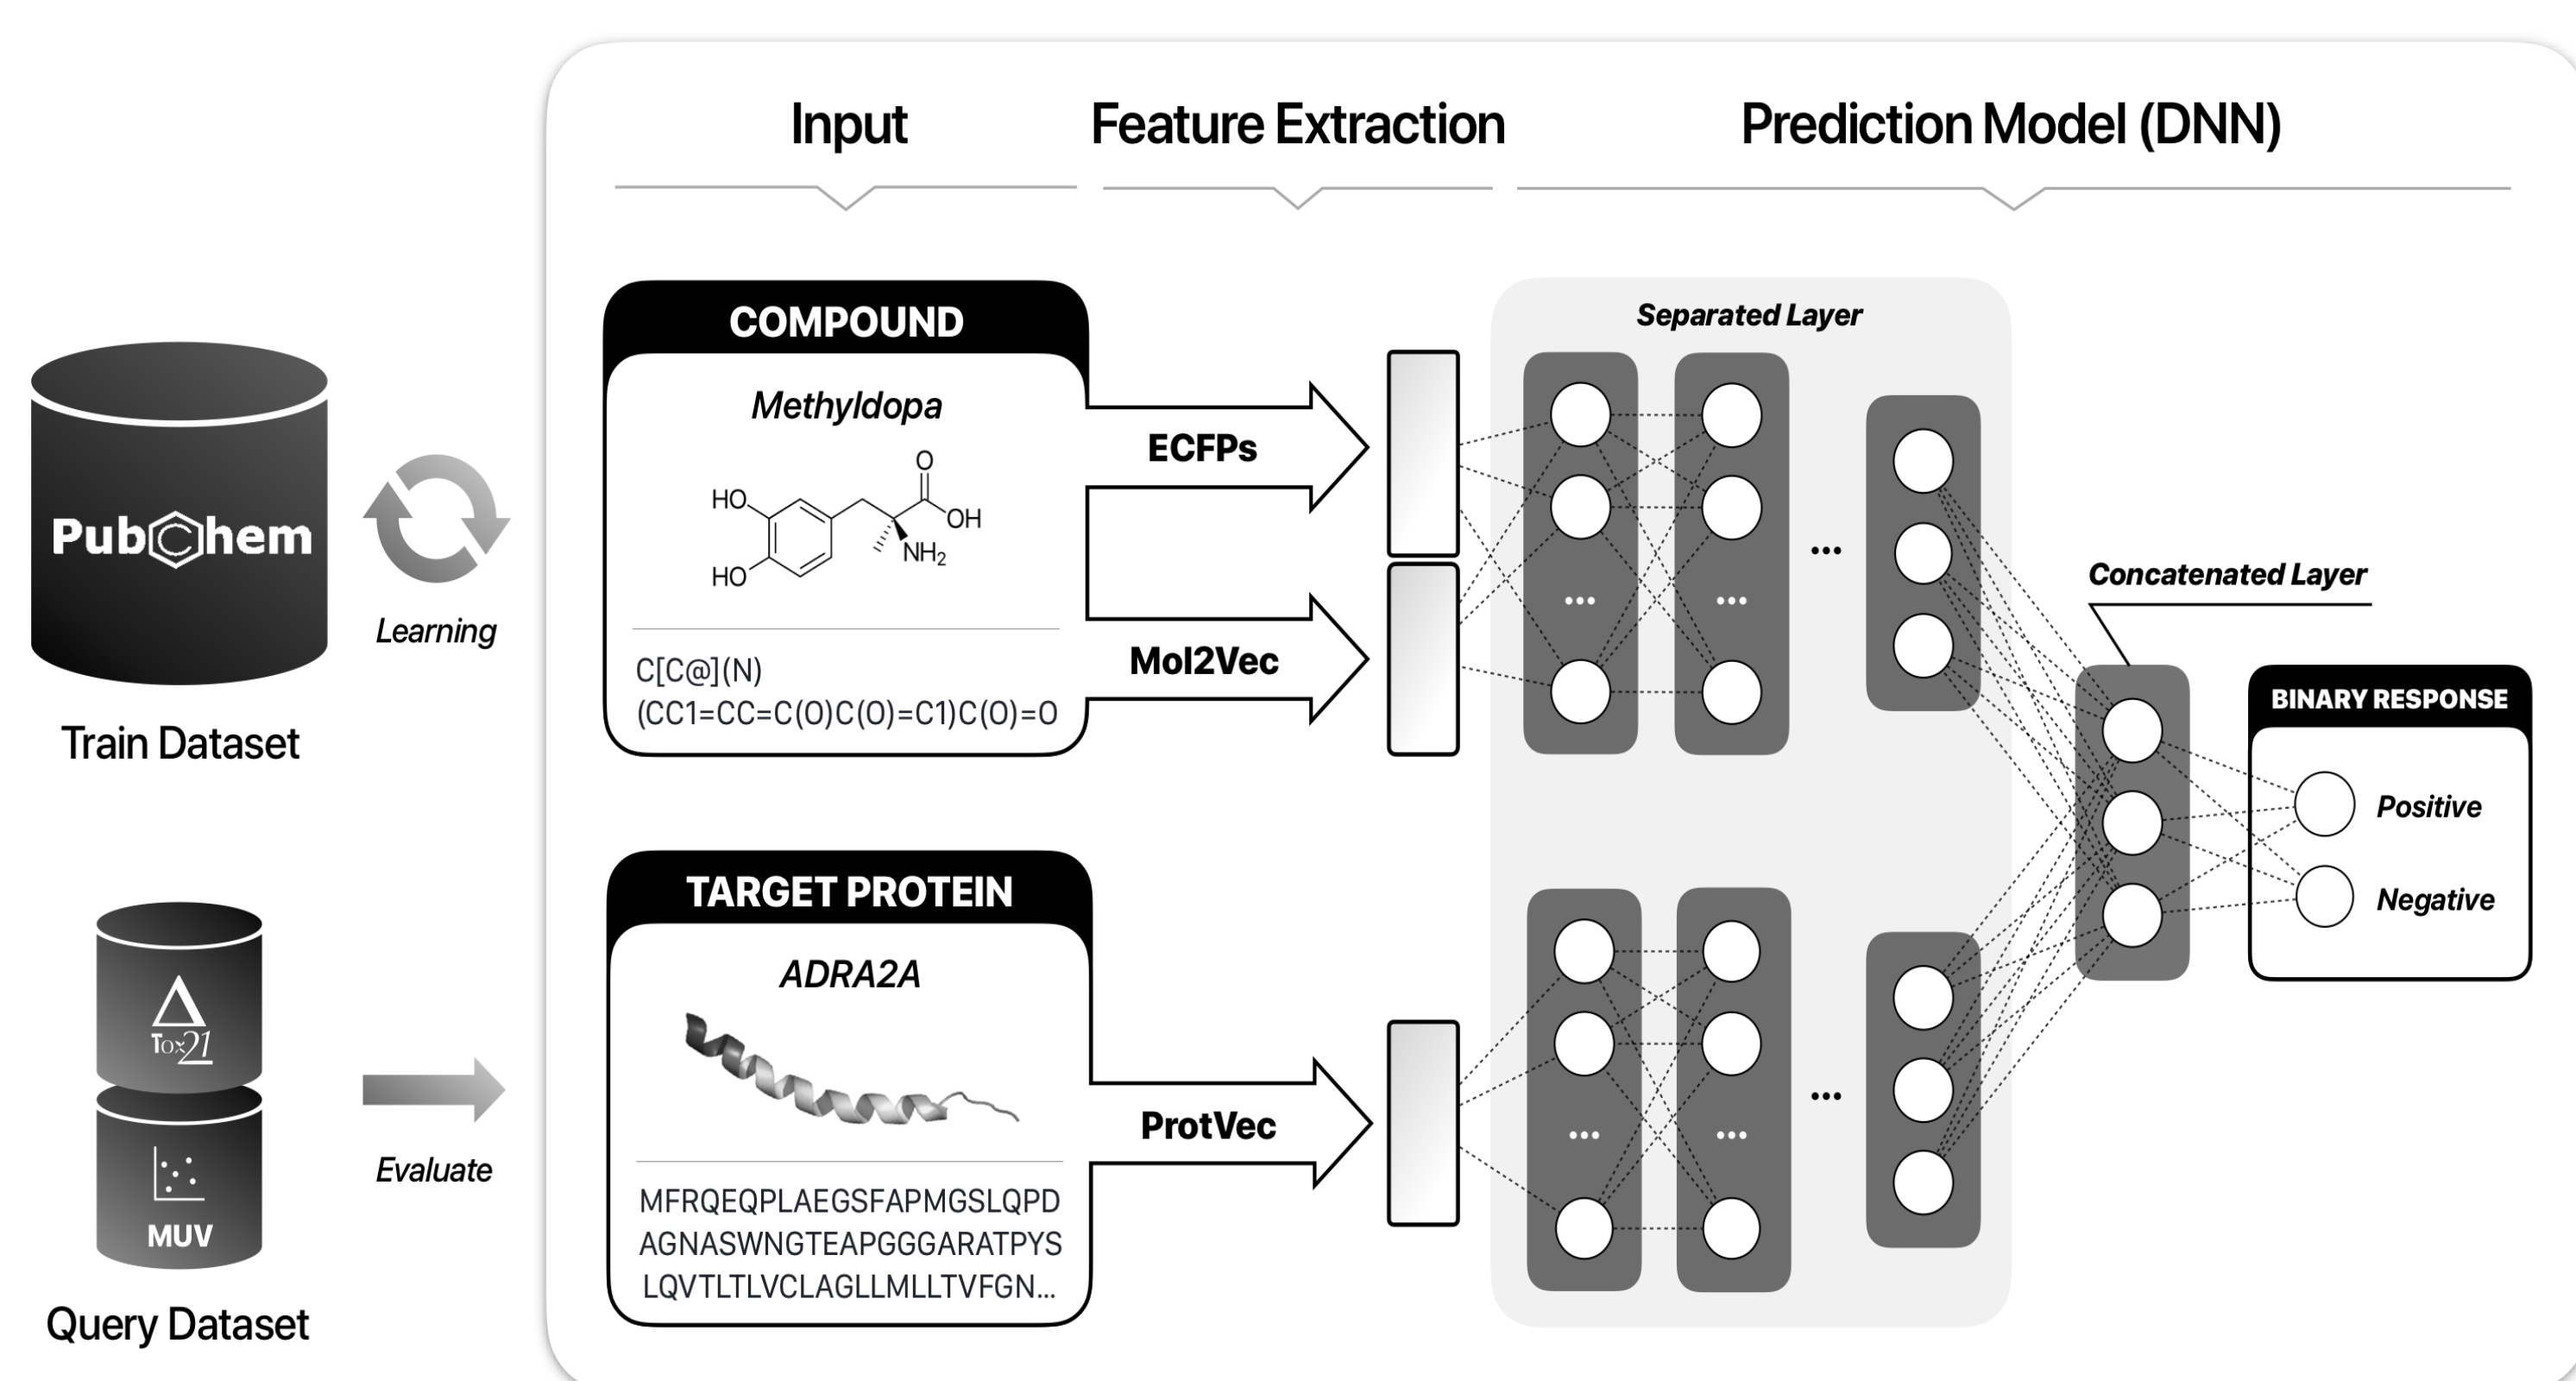 Input
Feature Extraction
Prediction Model (DNN)
PubChem
Train Dataset
Learning
Tox21
MUV
Query Dataset
Evaluate
COMPOUND
Methyldopa
O
HO
OH
NH2
HO
C[C@](N)
(CC1=CC=C(O)C(O)=C1)C(O)=O
ECFPs
Mol2Vec
TARGET PROTEIN
ADRA2A
MFRQEQPLAEGSFAPMGSLQPD
AGNASWNGTEAPGGGARATPYS
LQVTLTLVCLAGLLMLLTVFGN...
ProtVec
Separated Layer
...
...
...
...
...
...
Concatenated Layer
BINARY RESPONSE
Positive
Negative